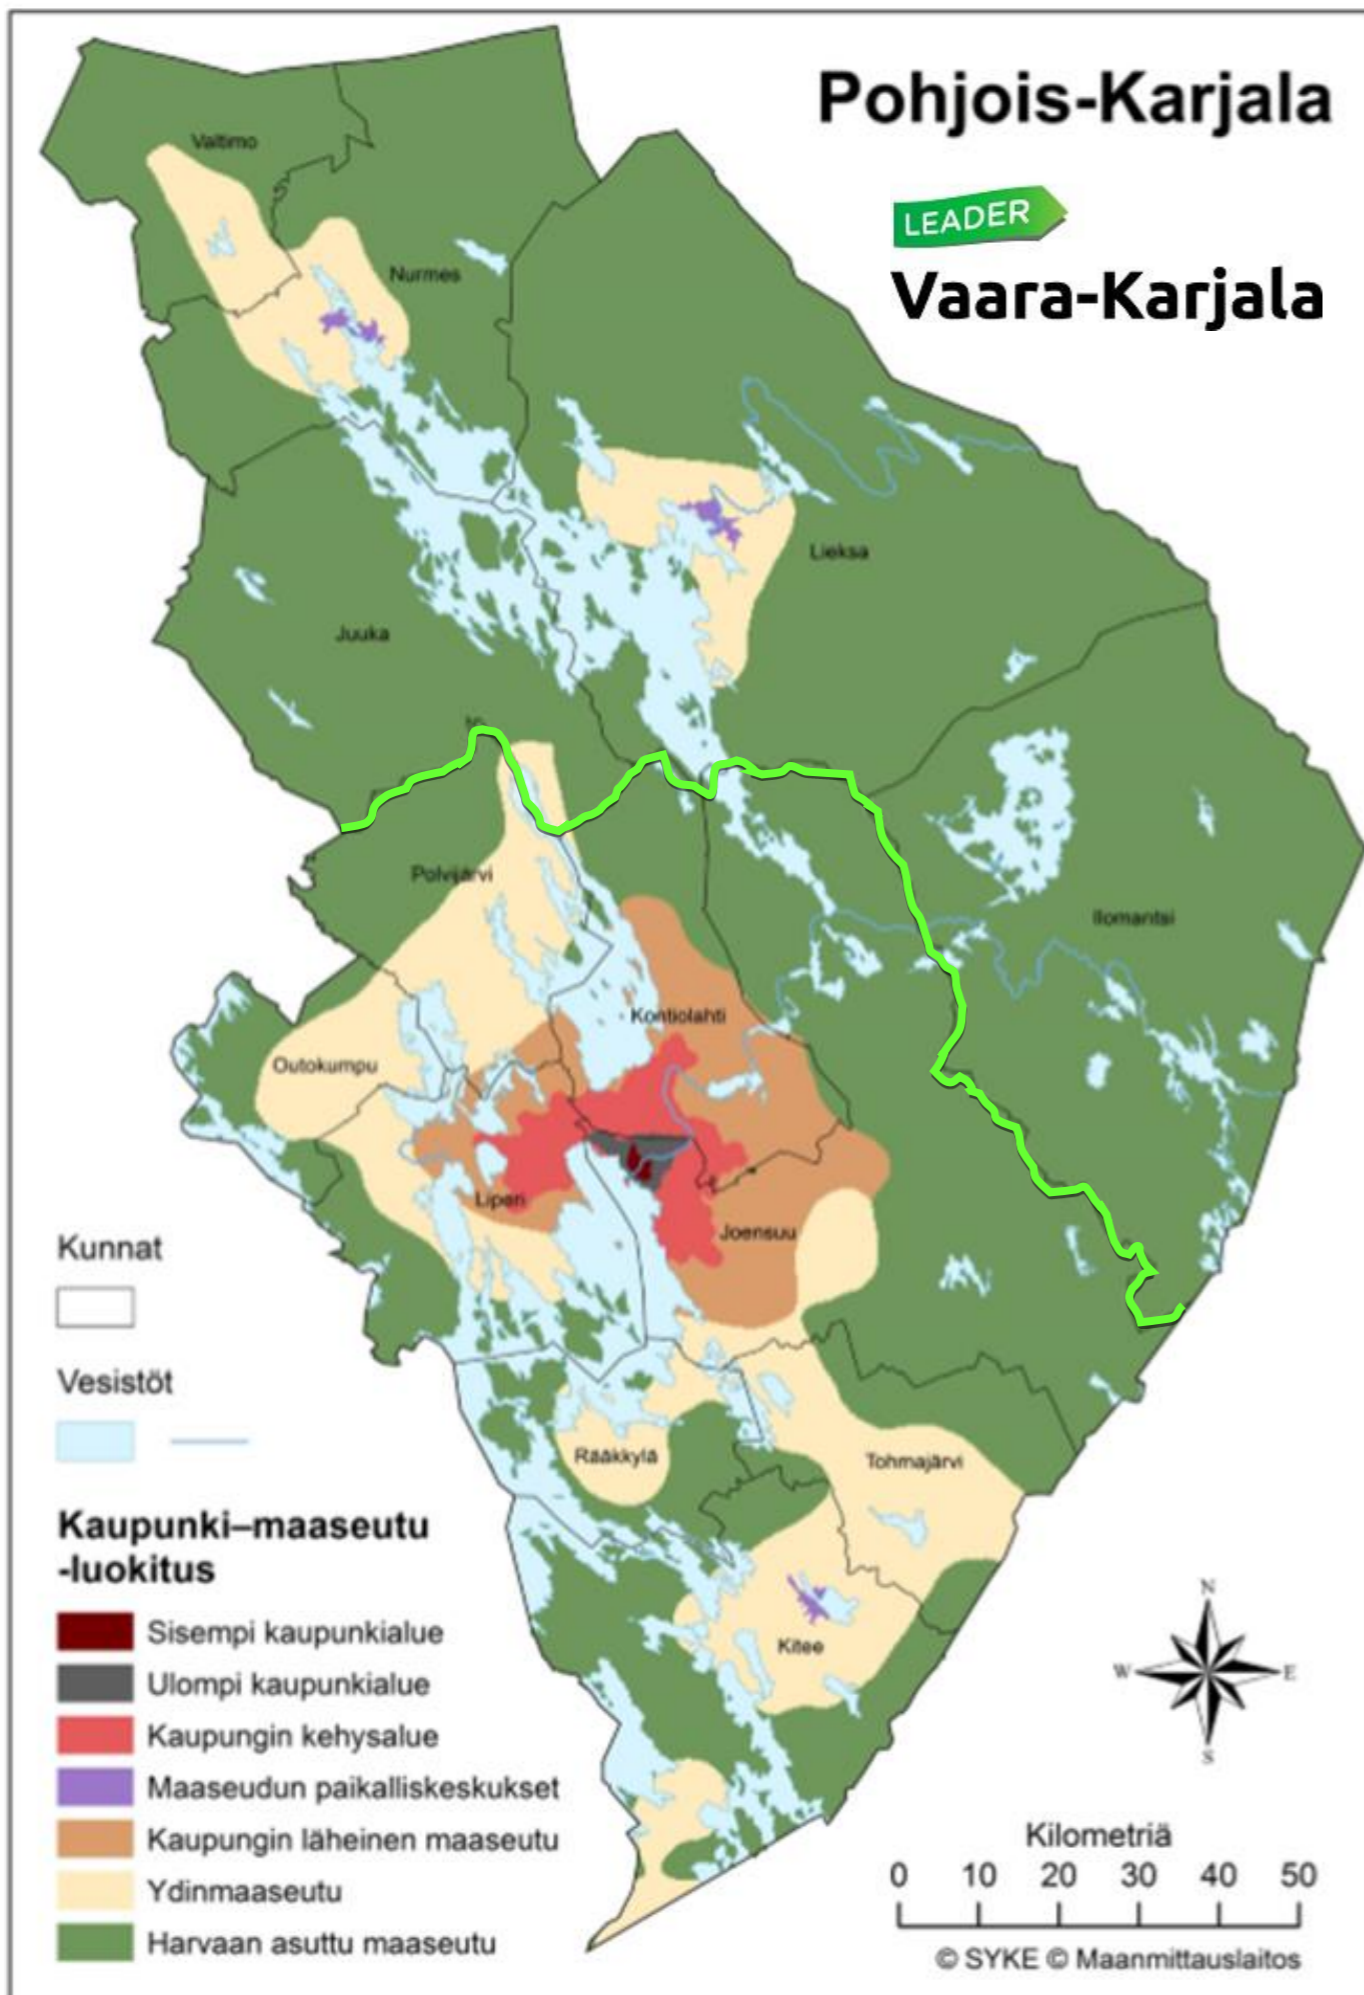 Pohjois-Karjala
LEADER
Vaara-Karjala
Valtimo
Nurmes
Lieksa
Juuka
Polvijärvi
Ilomantsi
Kontiolahti
Outokumpu
Liperi
Joensuu
Rääkkylä
Tohmajärvi
Kitee
Kunnat
Vesistöt
Kaupunki–maaseutu
-luokitus
Sisempi kaupunkialue
Ulompi kaupunkialue
Kaupungin kehysalue
Maaseudun paikalliskeskukset
Kaupungin läheinen maaseutu
Ydinmaaseutu
Harvaan asuttu maaseutu
N
W E
S
Kilometriä
0 10 20 30 40 50
© SYKE © Maanmittauslaitos